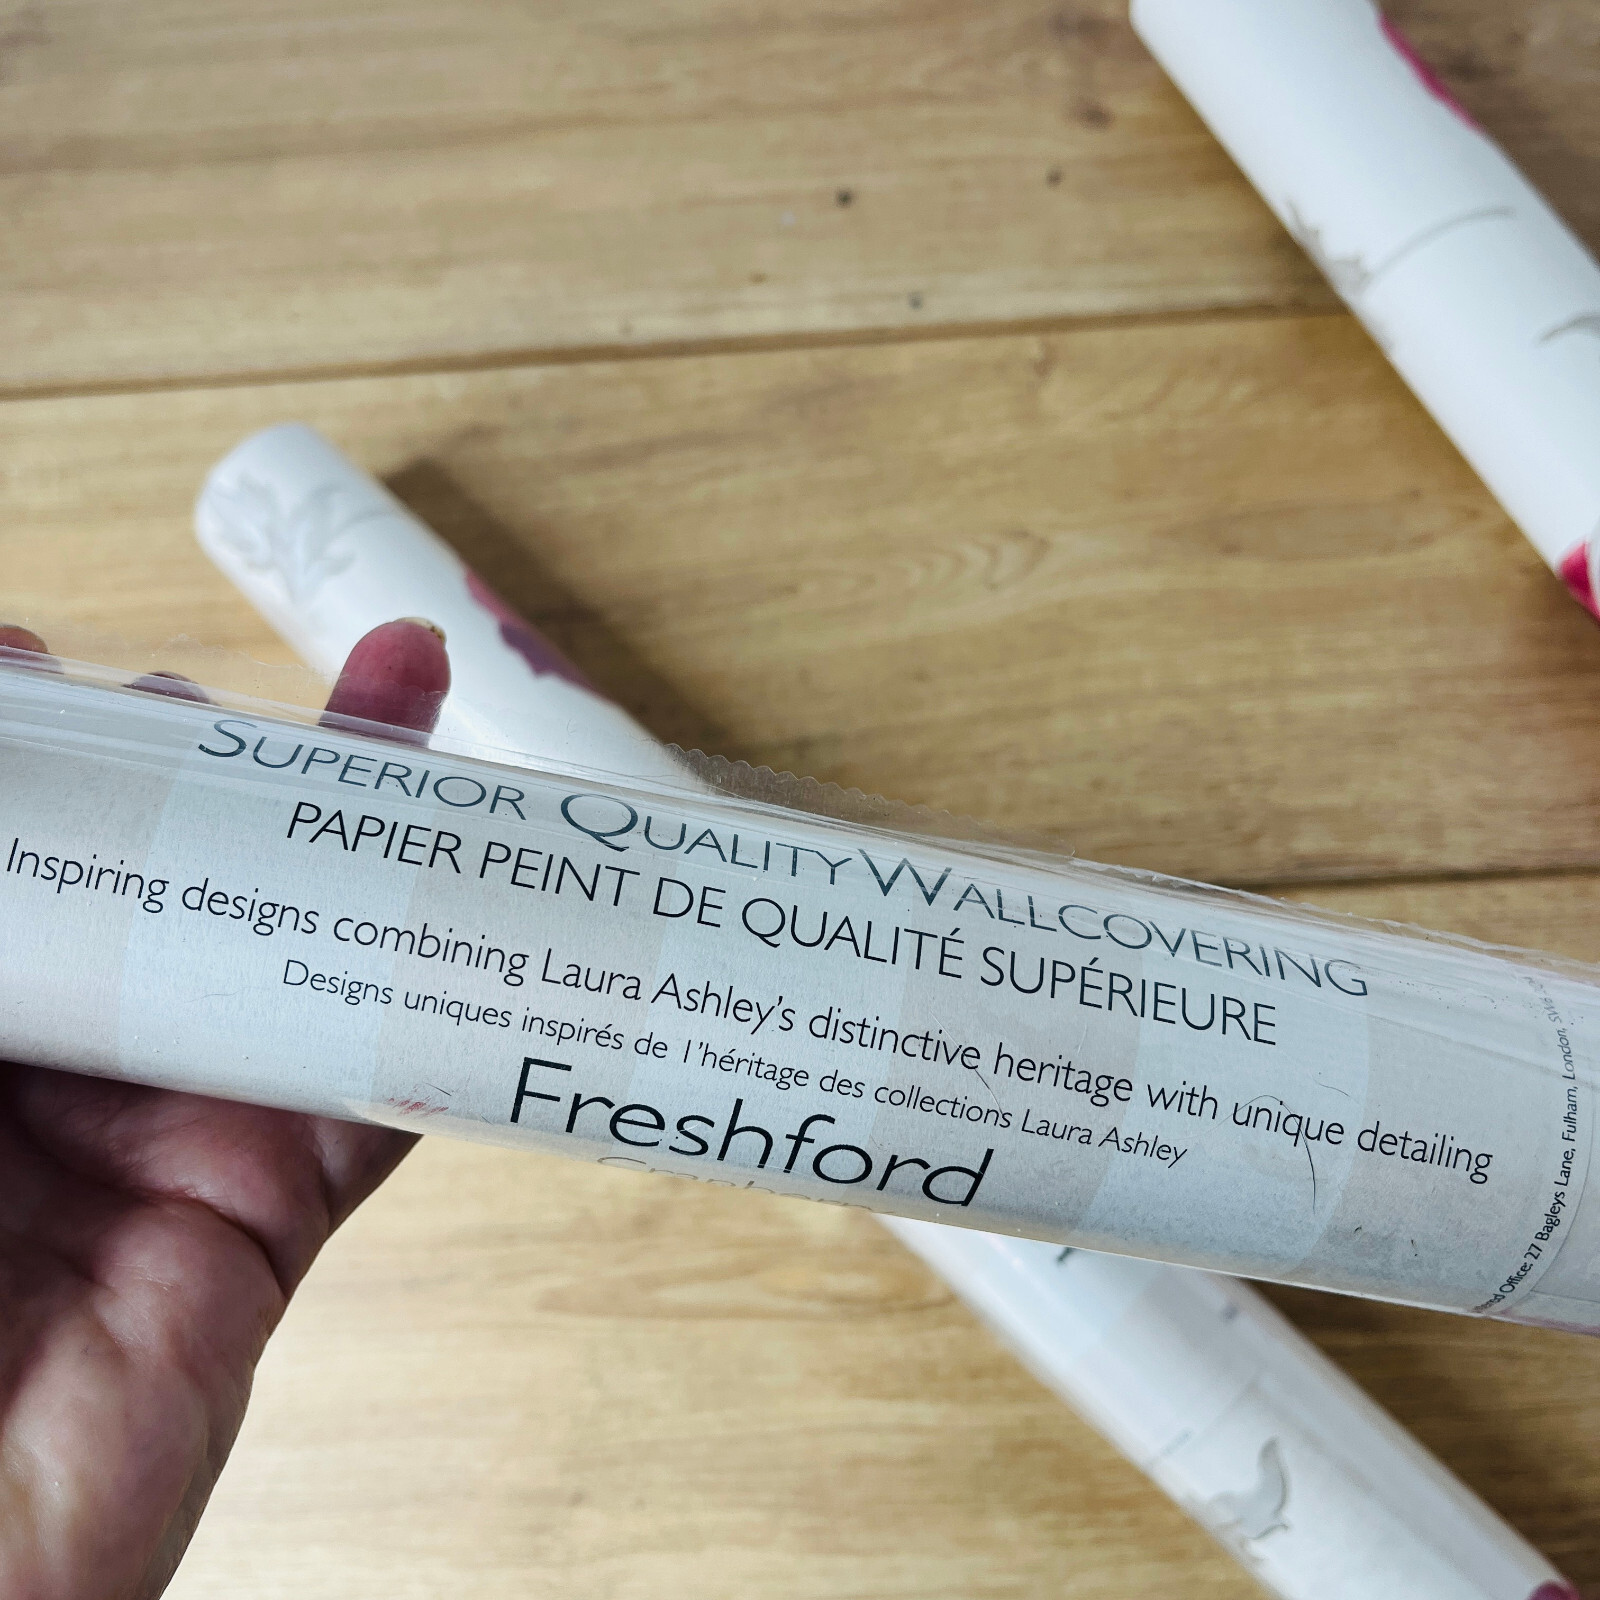 SUPERIOR QUALITY WALLCOVERING
PAPIER PEINT DE QUALITÉ SUPÉRIEURE
Inspiring designs combining Laura Ashley's distinctive heritage with unique detailing
Designs uniques inspirés de l'héritage des collections Laura Ashley
Freshford
Office: 27 Bagleys Lane, Fulham, London,